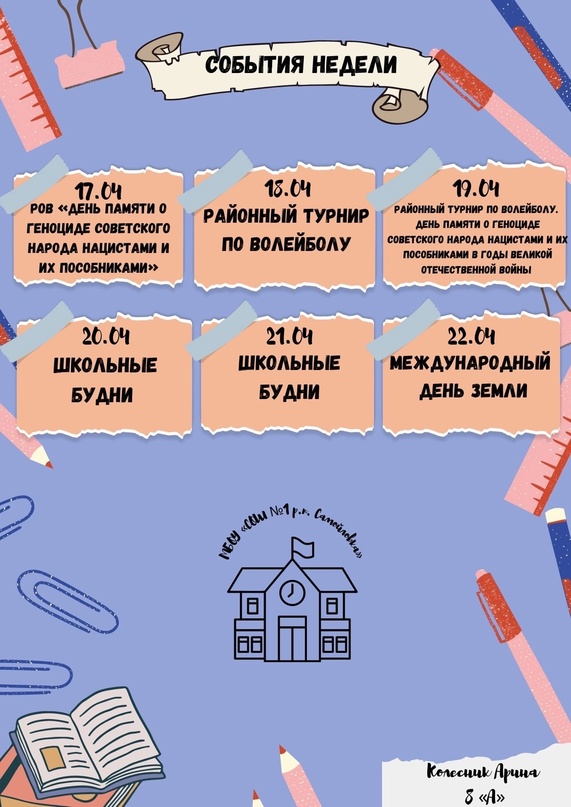 СОБЫТИЯ НЕДЕЛИ
17.04
РОВ «ДЕНЬ ПАМЯТИ О
ГЕНОЦИДЕ СОВЕТСКОГО
НАРОДА НАЦИСТАМИ И
ИХ ПОСОБНИКАМИ»
18.04
РАЙОННЫЙ ТУРНИР
ПО ВОЛЕЙБОЛУ
19.04
РАЙОННЫЙ ТУРНИР ПО ВОЛЕЙБОЛУ.
ДЕНЬ ПАМЯТИ О ГЕНОЦИДЕ
СОВЕТСКОГО НАРОДА НАЦИСТАМИ И ИХ
ПОСОБНИКАМИ В ГОДЫ ВЕЛИКОЙ
ОТЕЧЕСТВЕННОЙ ВОЙНЫ
20.04
ШКОЛЬНЫЕ
БУДНИ
21.04
ШКОЛЬНЫЕ
БУДНИ
22.04
МЕЖДУНАРОДНЫЙ
ДЕНЬ ЗЕМЛИ
МБОУ «СОШ №1 р.п. Самойловка»
Колесник Арина
8 «А»